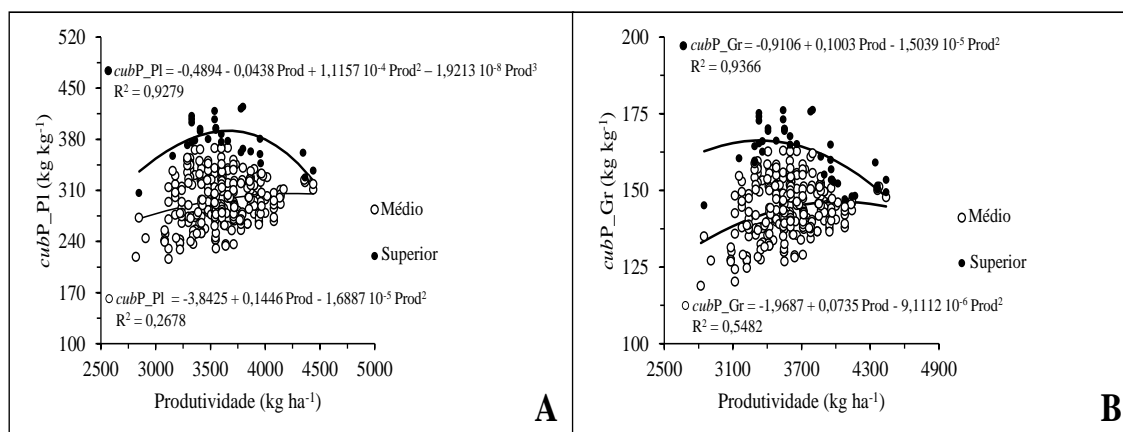 520
450
380
310
240
170
100
cubP_Pl (kg kg⁻¹)
cubP_Pl = -0,4894 - 0,0438 Prod + 1,1157 10⁻⁴ Prod² – 1,9213 10⁻⁸ Prod³
R² = 0,9279
Médio
Superior
cubP_Pl = -3,8425 + 0,1446 Prod - 1,6887 10⁻⁵ Prod²
R² = 0,2678
2500 3000 3500 4000 4500 5000
Produtividade (kg ha⁻¹)
A
200
175
150
125
100
cubP_Gr (kg kg⁻¹)
cubP_Gr = -0,9106 + 0,1003 Prod - 1,5039 10⁻⁵ Prod²
R² = 0,9366
Médio
Superior
cubP_Gr = -1,9687 + 0,0735 Prod - 9,1112 10⁻⁶ Prod²
R² = 0,5482
2500 3100 3700 4300 4900
Produtividade (kg ha⁻¹)
B